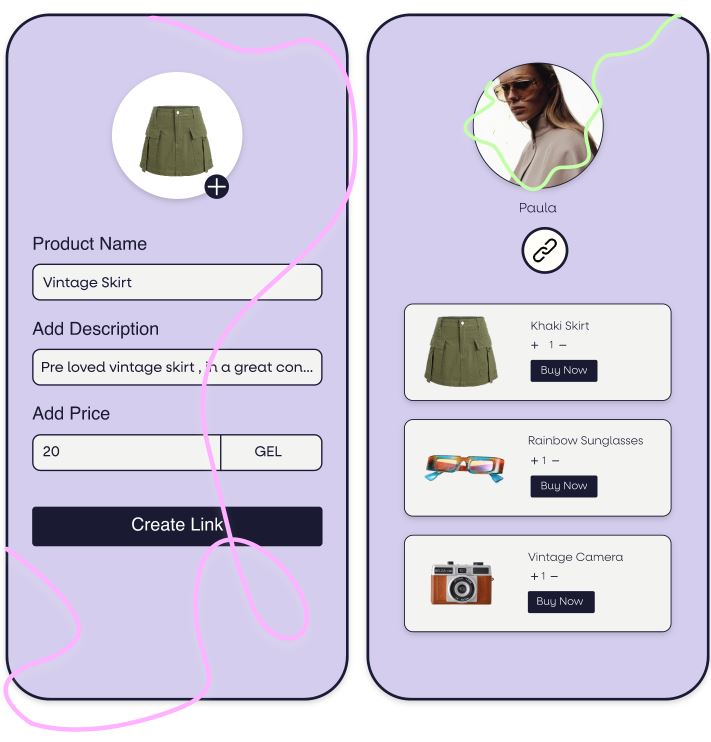 Product Name
Vintage Skirt
Add Description
Pre loved vintage skirt , in a great con...
Add Price
20 GEL
Create Link
Paula
Khaki Skirt
+ 1 −
Buy Now
Rainbow Sunglasses
+ 1 −
Buy Now
Vintage Camera
+ 1 −
Buy Now